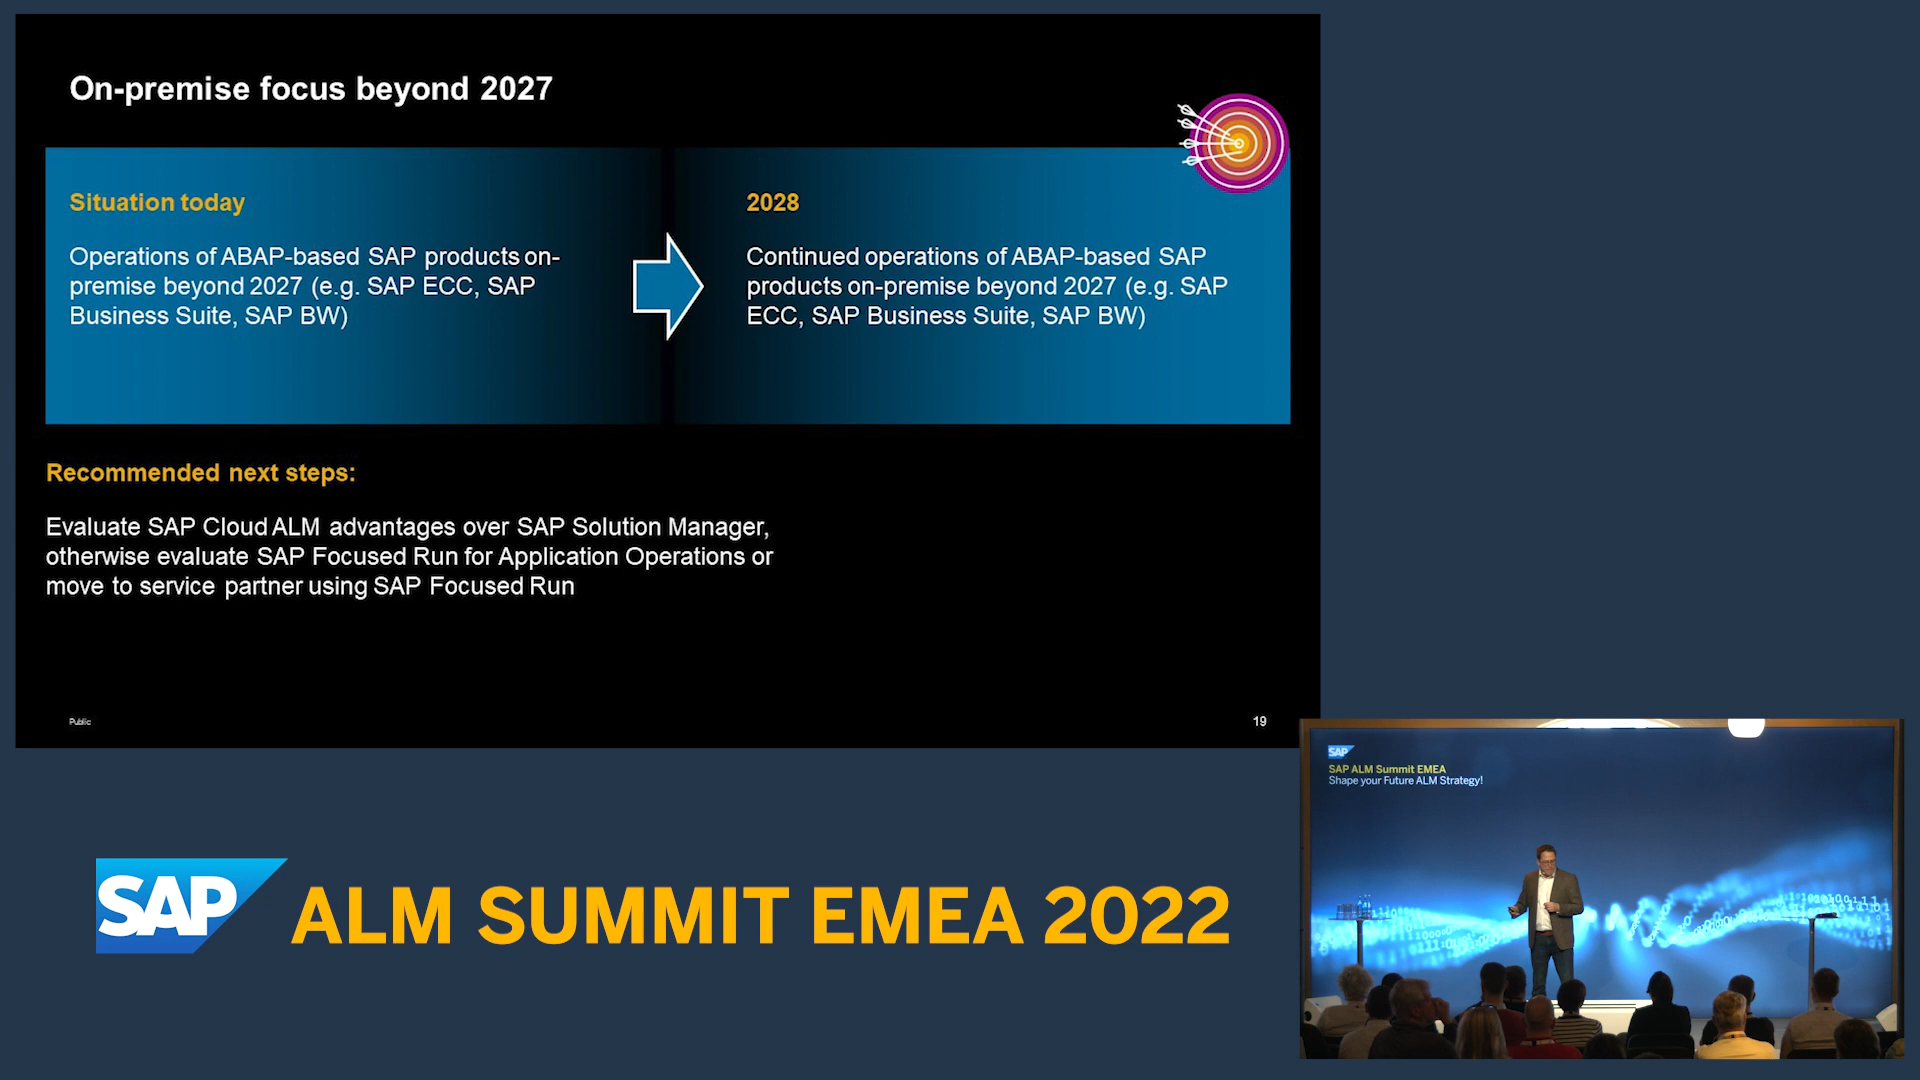 On-premise focus beyond 2027
Situation today
Operations of ABAP-based SAP products on-
premise beyond 2027 (e.g. SAP ECC, SAP
Business Suite, SAP BW)
2028
Continued operations of ABAP-based SAP
products on-premise beyond 2027 (e.g. SAP
ECC, SAP Business Suite, SAP BW)
Recommended next steps:
Evaluate SAP Cloud ALM advantages over SAP Solution Manager,
otherwise evaluate SAP Focused Run for Application Operations or
move to service partner using SAP Focused Run
Public
19
SAP
SAP ALM Summit EMEA
Shape your Future ALM Strategy!
SAP ALM SUMMIT EMEA 2022